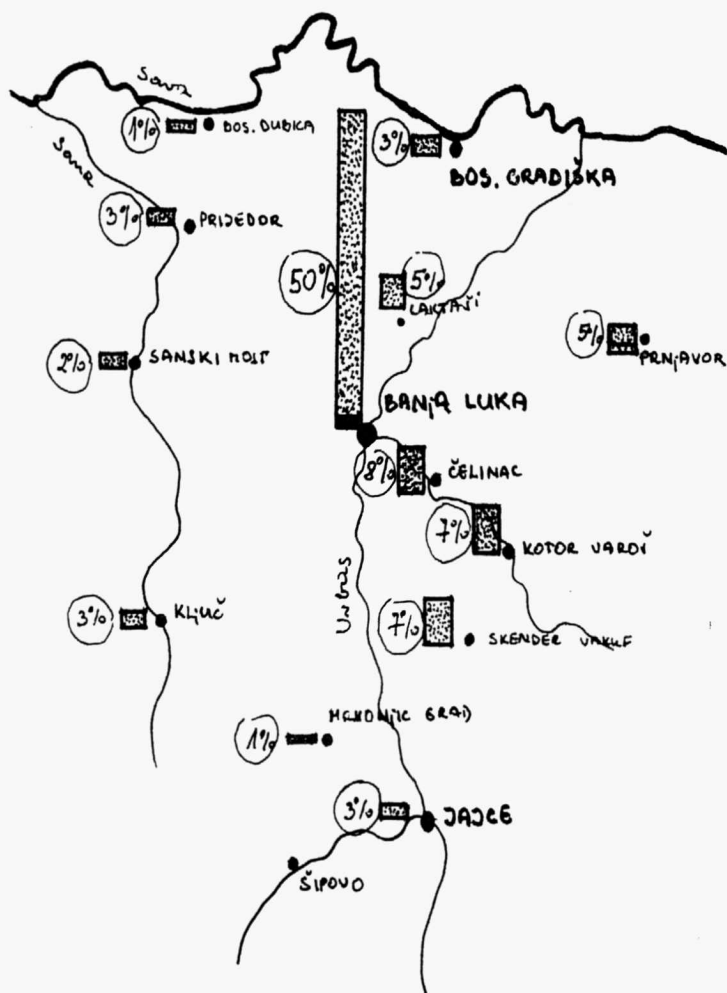 Sava
1%
BOS. DUBICA
3%
BOS. GRADIŠKA
Sana
3%
PRIJEDOR
50%
5%
LAKTAŠI
5%
PRNJAVOR
2%
SANSKI MOST
BANJA LUKA
8%
ČELINAC
7%
KOTOR VAROŠ
Vrbas
3%
KLJUČ
7%
SKENDER VAKUF
GRAD
1%
3%
JAJCE
ŠIPOVO